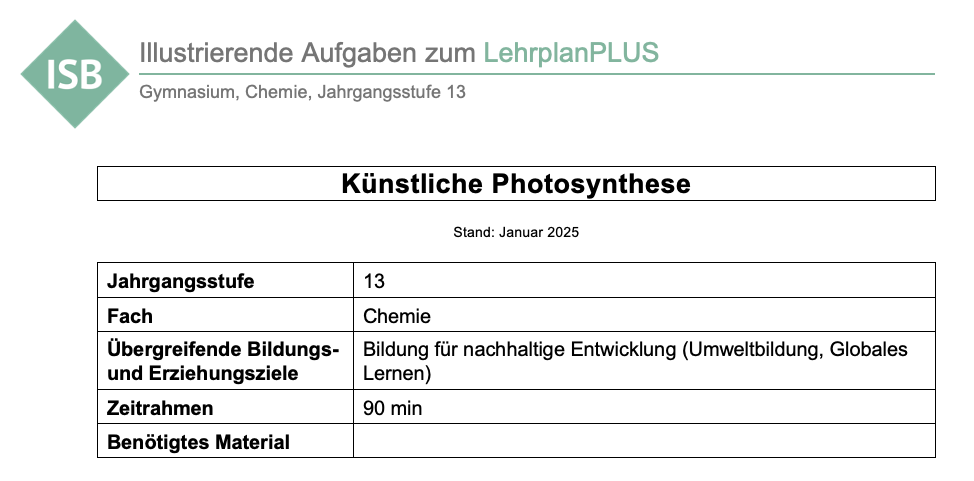 ISB
Illustrierende Aufgaben zum LehrplanPLUS
Gymnasium, Chemie, Jahrgangsstufe 13
Künstliche Photosynthese
Stand: Januar 2025
Jahrgangsstufe 13
Fach Chemie
Übergreifende Bildungs- Bildung für nachhaltige Entwicklung (Umweltbildung, Globales
und Erziehungsziele Lernen)
Zeitrahmen 90 min
Benötigtes Material